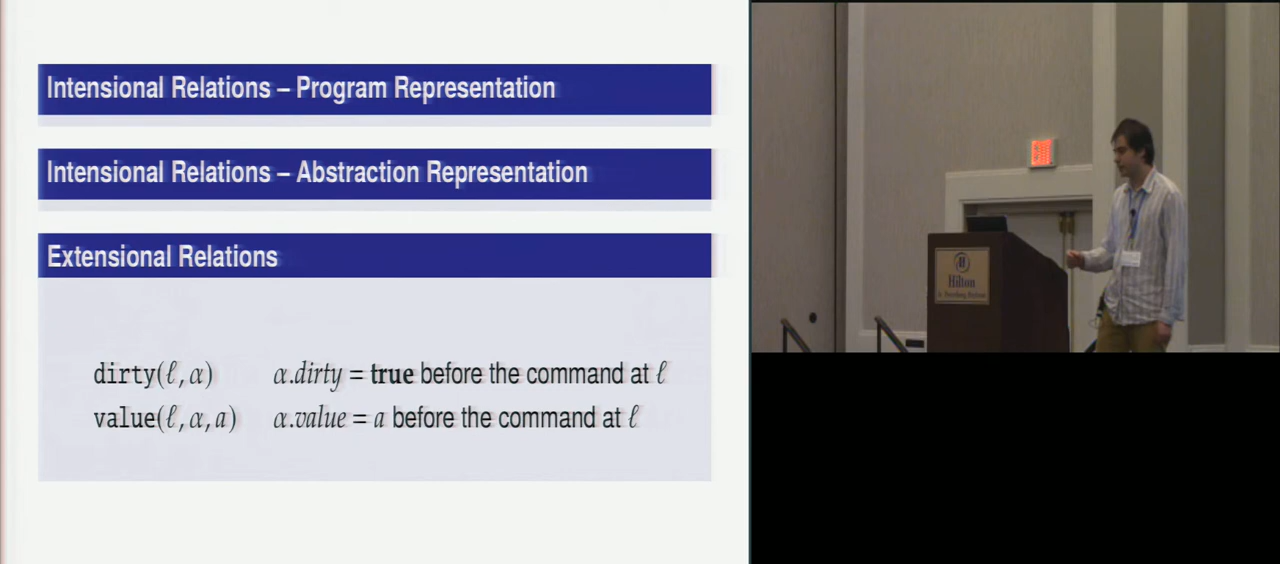 Intensional Relations – Program Representation
Intensional Relations – Abstraction Representation
Extensional Relations
dirty(ℓ, α) α.dirty = true before the command at ℓ
value(ℓ, α, a) α.value = a before the command at ℓ
Hilton